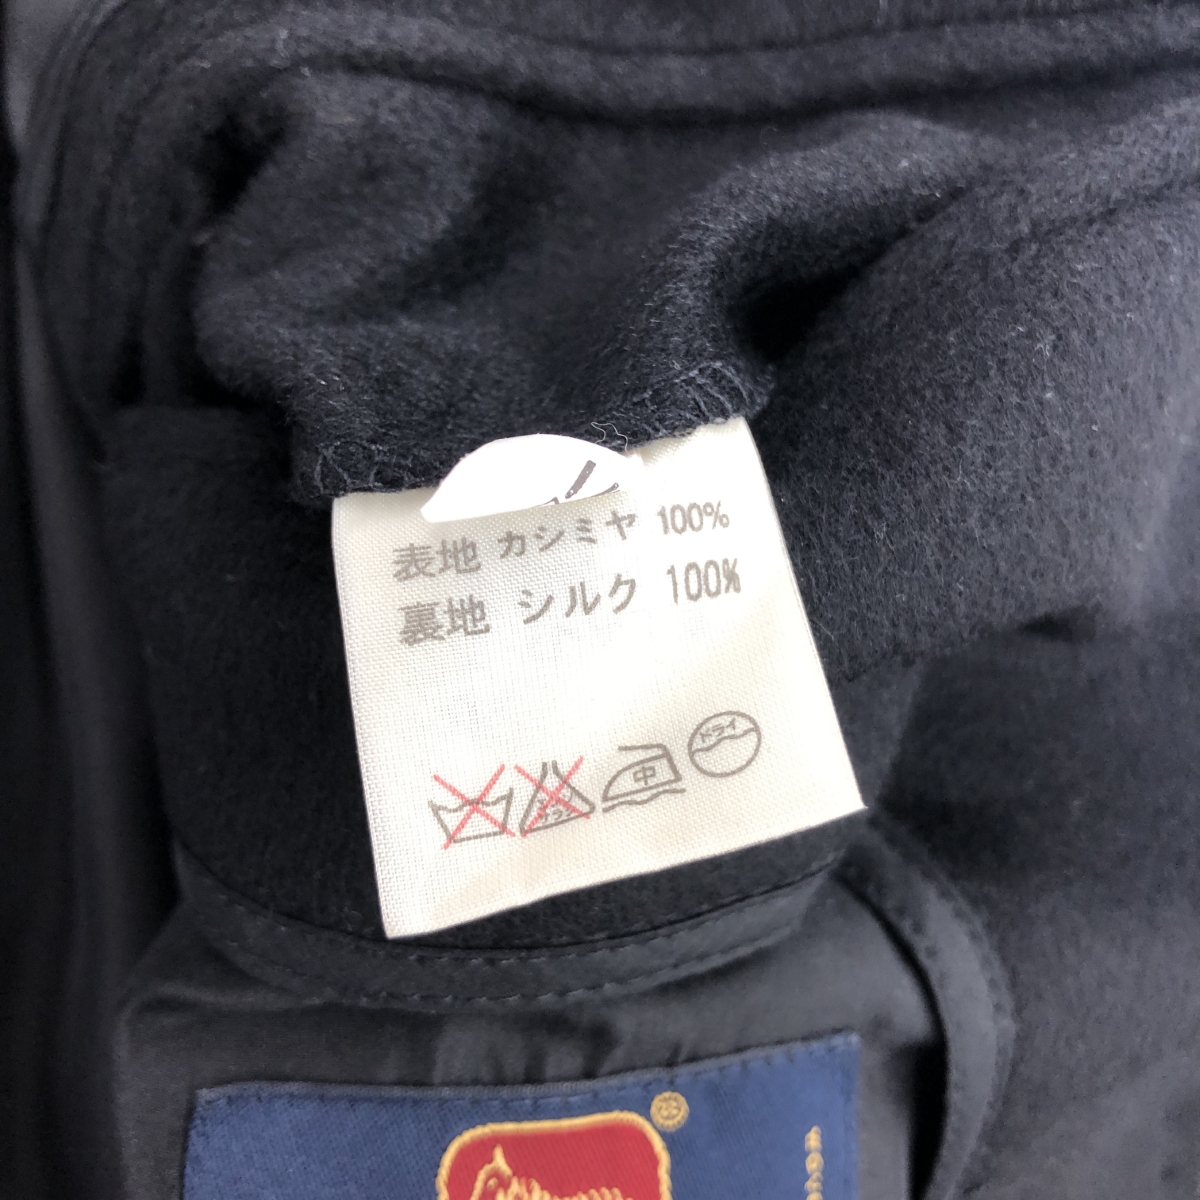 表地 カシミヤ 100%
裏地 シルク 100%
中
ドライ